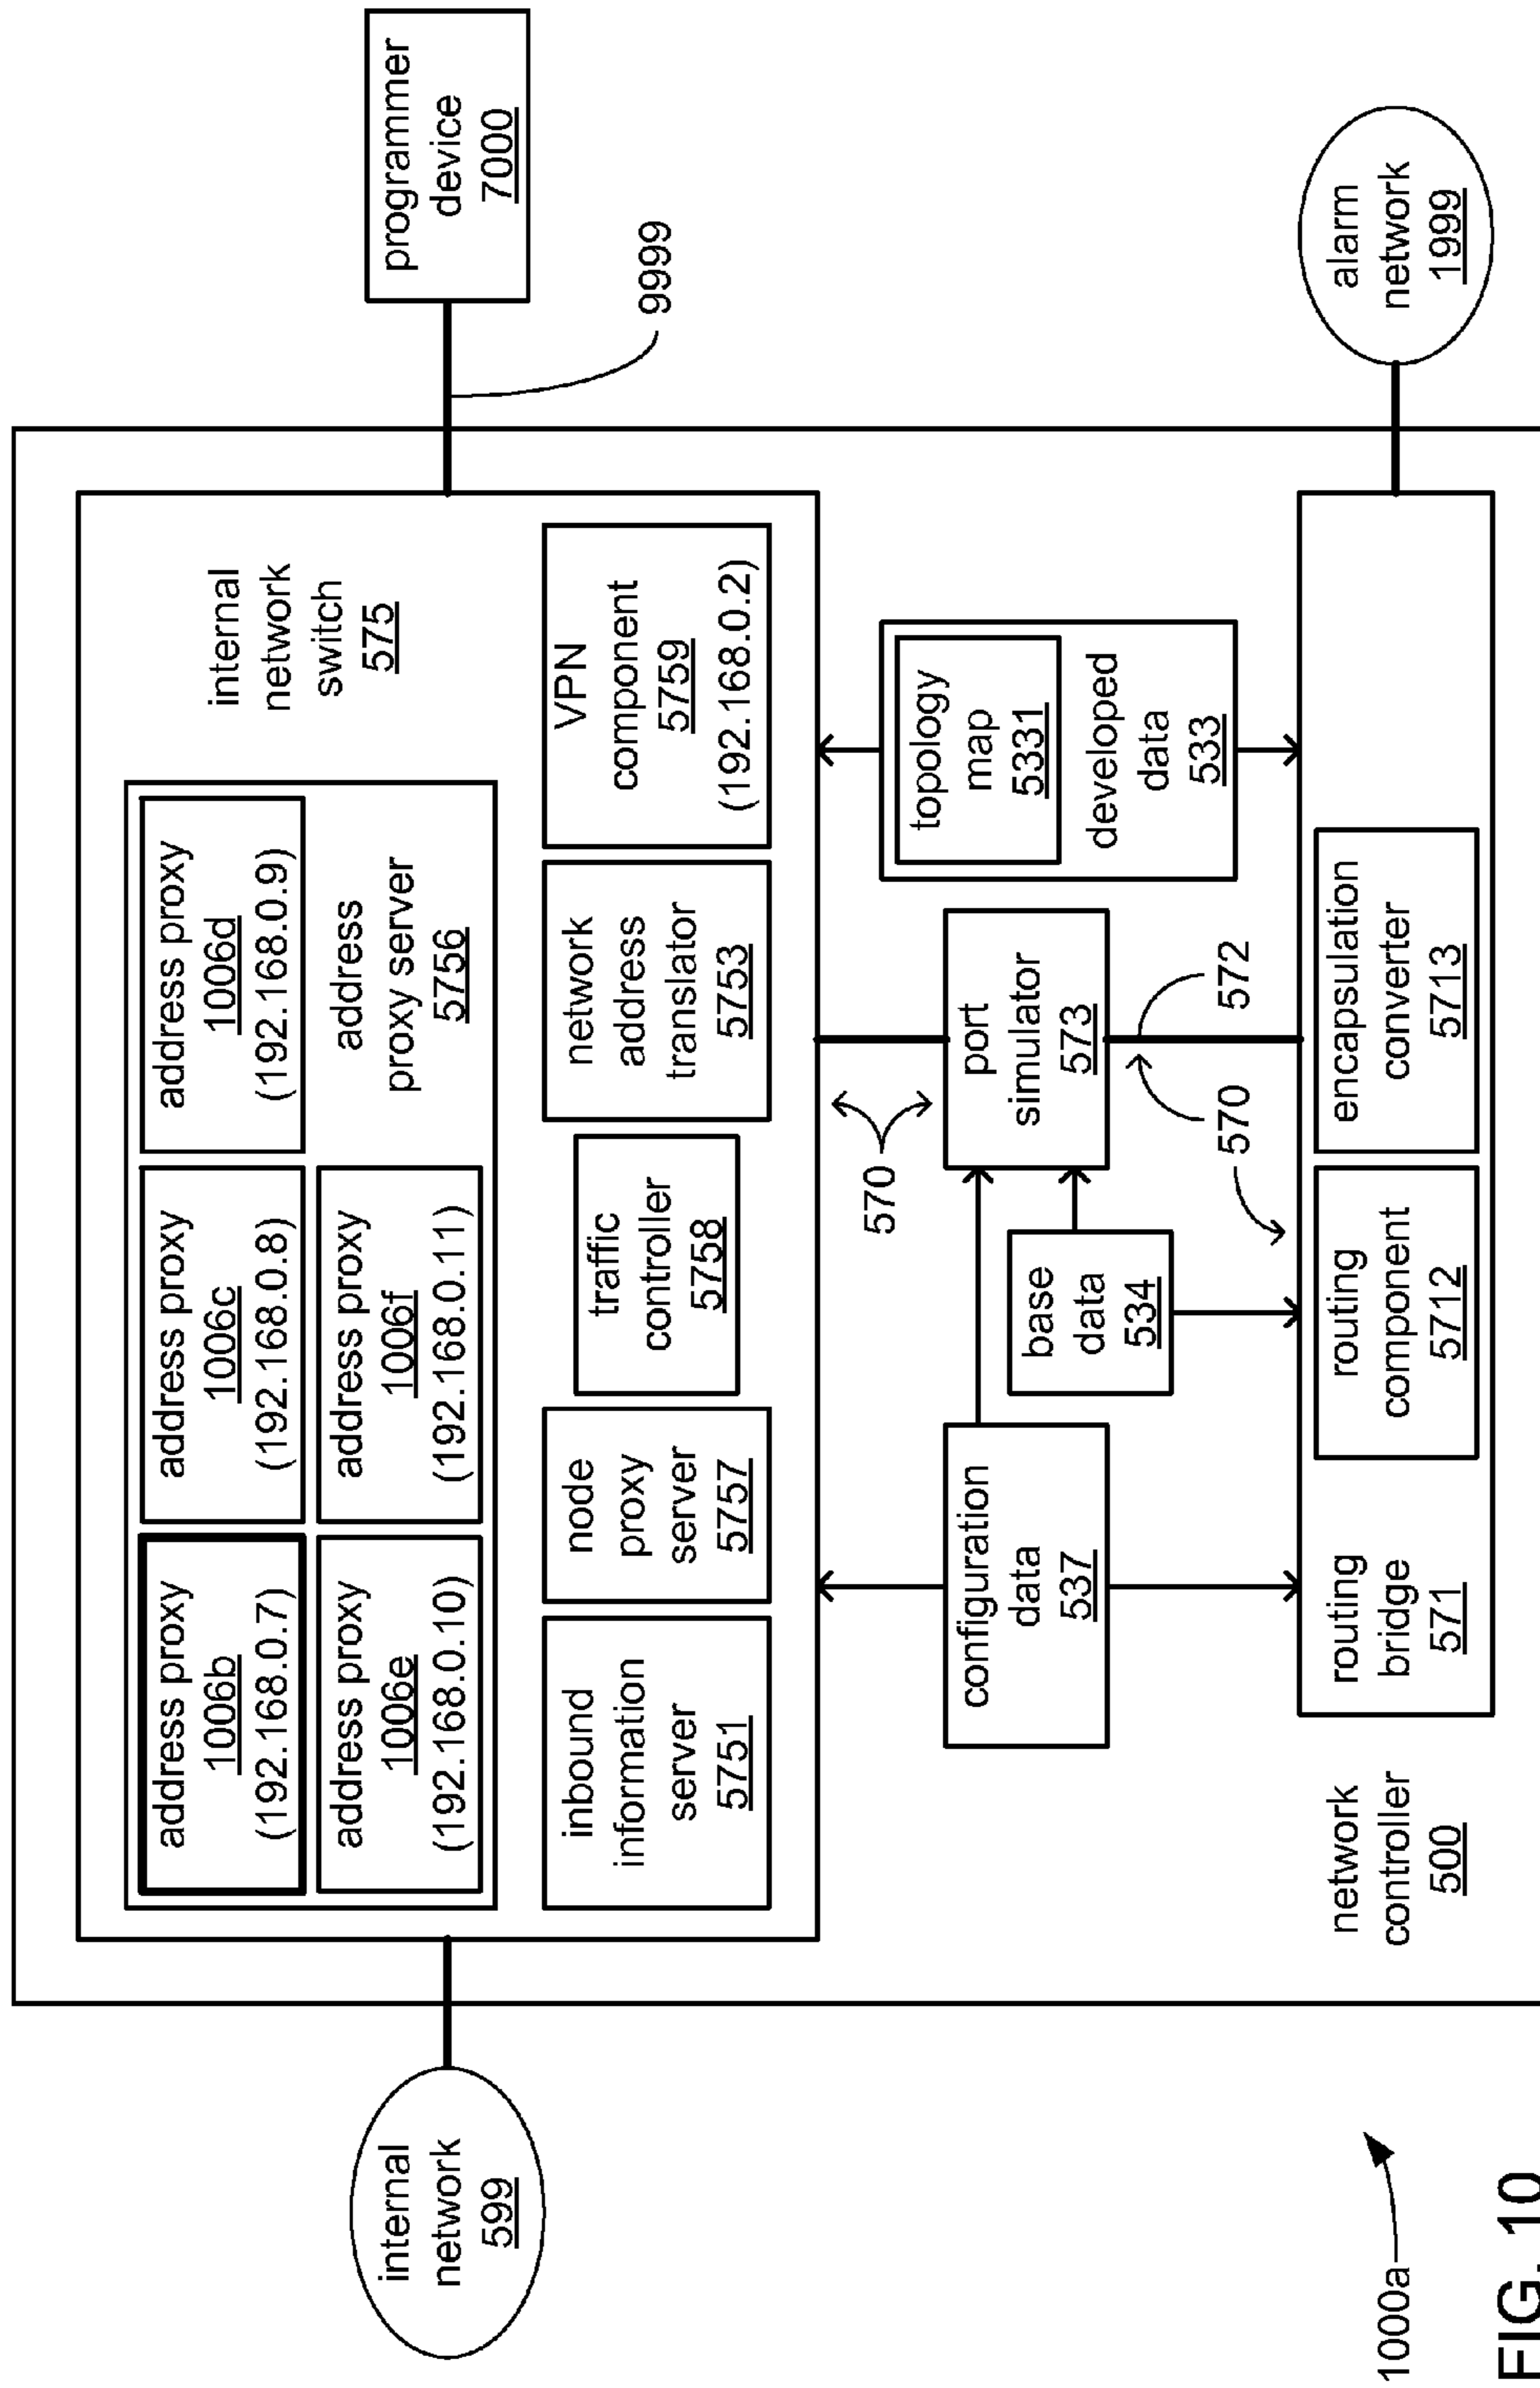 address proxy
1006b
(192.168.0.7)
address proxy
1006c
(192.168.0.8)
address proxy
1006d
(192.168.0.9)
address proxy
1006e
(192.168.0.10)
address proxy
1006f
(192.168.0.11)
address
proxy server
5756
internal
network
switch
575
internal
network
599
programmer
device
7000
9999
inbound
information
server
5751
node
proxy
server
5757
traffic
controller
5758
network
address
translator
5753
VPN
component
5759
(192.168.0.2)
570
configuration
data
537
base
data
534
port
simulator
573
topology
map
5331
developed
data
533
570
572
network
controller
500
routing
bridge
571
routing
component
5712
encapsulation
converter
5713
alarm
network
1999
1000a
FIG. 10